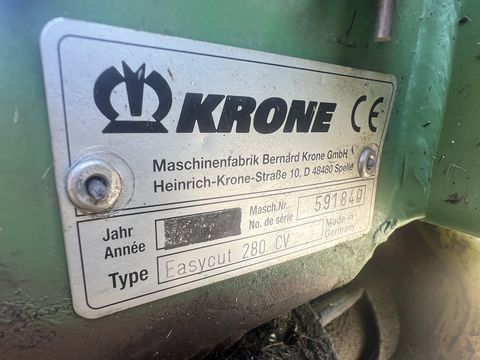 KRONE CE
Maschinenfabrik Bernard Krone GmbH
Heinrich-Krone-Straße 10, D 48480 Spelle
Jahr
Année
Masch.Nr.
No. de série
591840
Type Easycut 280 CV
Made in
Germany